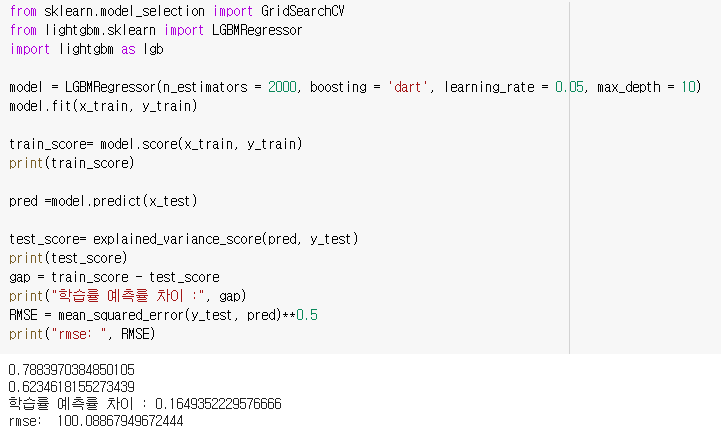 from sklearn.model_selection import GridSearchCV
from lightgbm.sklearn import LGBMRegressor
import lightgbm as lgb
model = LGBMRegressor(n_estimators = 2000, boosting = 'dart', learning_rate = 0.05, max_depth = 10)
model.fit(x_train, y_train)
train_score= model.score(x_train, y_train)
print(train_score)
pred =model.predict(x_test)
test_score= explained_variance_score(pred, y_test)
print(test_score)
gap = train_score - test_score
print("학습률 예측률 차이 :", gap)
RMSE = mean_squared_error(y_test, pred)**0.5
print("rmse: ", RMSE)
0.7883970384850105
0.6234618155273439
학습률 예측률 차이 : 0.1649352229576666
rmse:  100.08867949672444